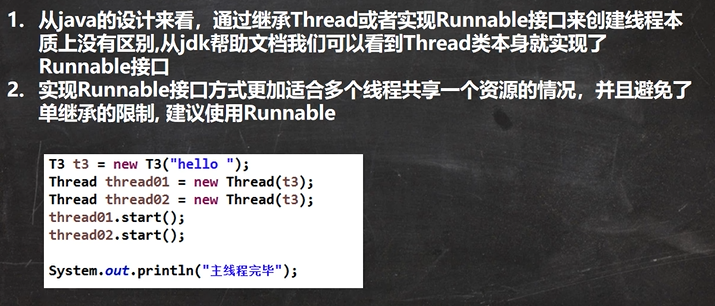 1. 从java的设计来看，通过继承Thread或者实现Runnable接口来创建线程本
质上没有区别,从jdk帮助文档我们可以看到Thread类本身就实现了
Runnable接口
2. 实现Runnable接口方式更加适合多个线程共享一个资源的情况，并且避免了
单继承的限制, 建议使用Runnable
T3 t3 = new T3("hello ");
Thread thread01 = new Thread(t3);
Thread thread02 = new Thread(t3);
thread01.start();
thread02.start();
System.out.println("主线程完毕");